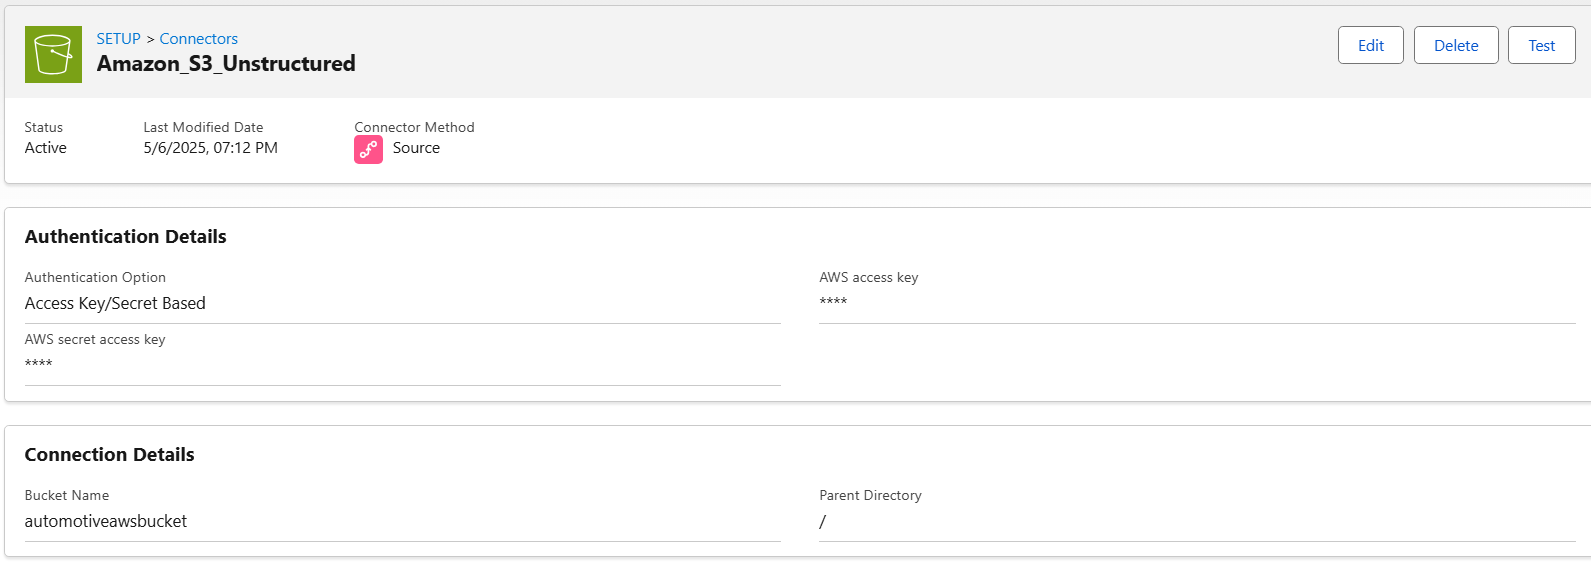 SETUP > Connectors
Amazon_S3_Unstructured
Edit
Delete
Test
Status
Last Modified Date
Connector Method
Active
5/6/2025, 07:12 PM
Source
Authentication Details
Authentication Option
AWS access key
Access Key/Secret Based
****
AWS secret access key
****
Connection Details
Bucket Name
Parent Directory
automotiveawsbucket
/